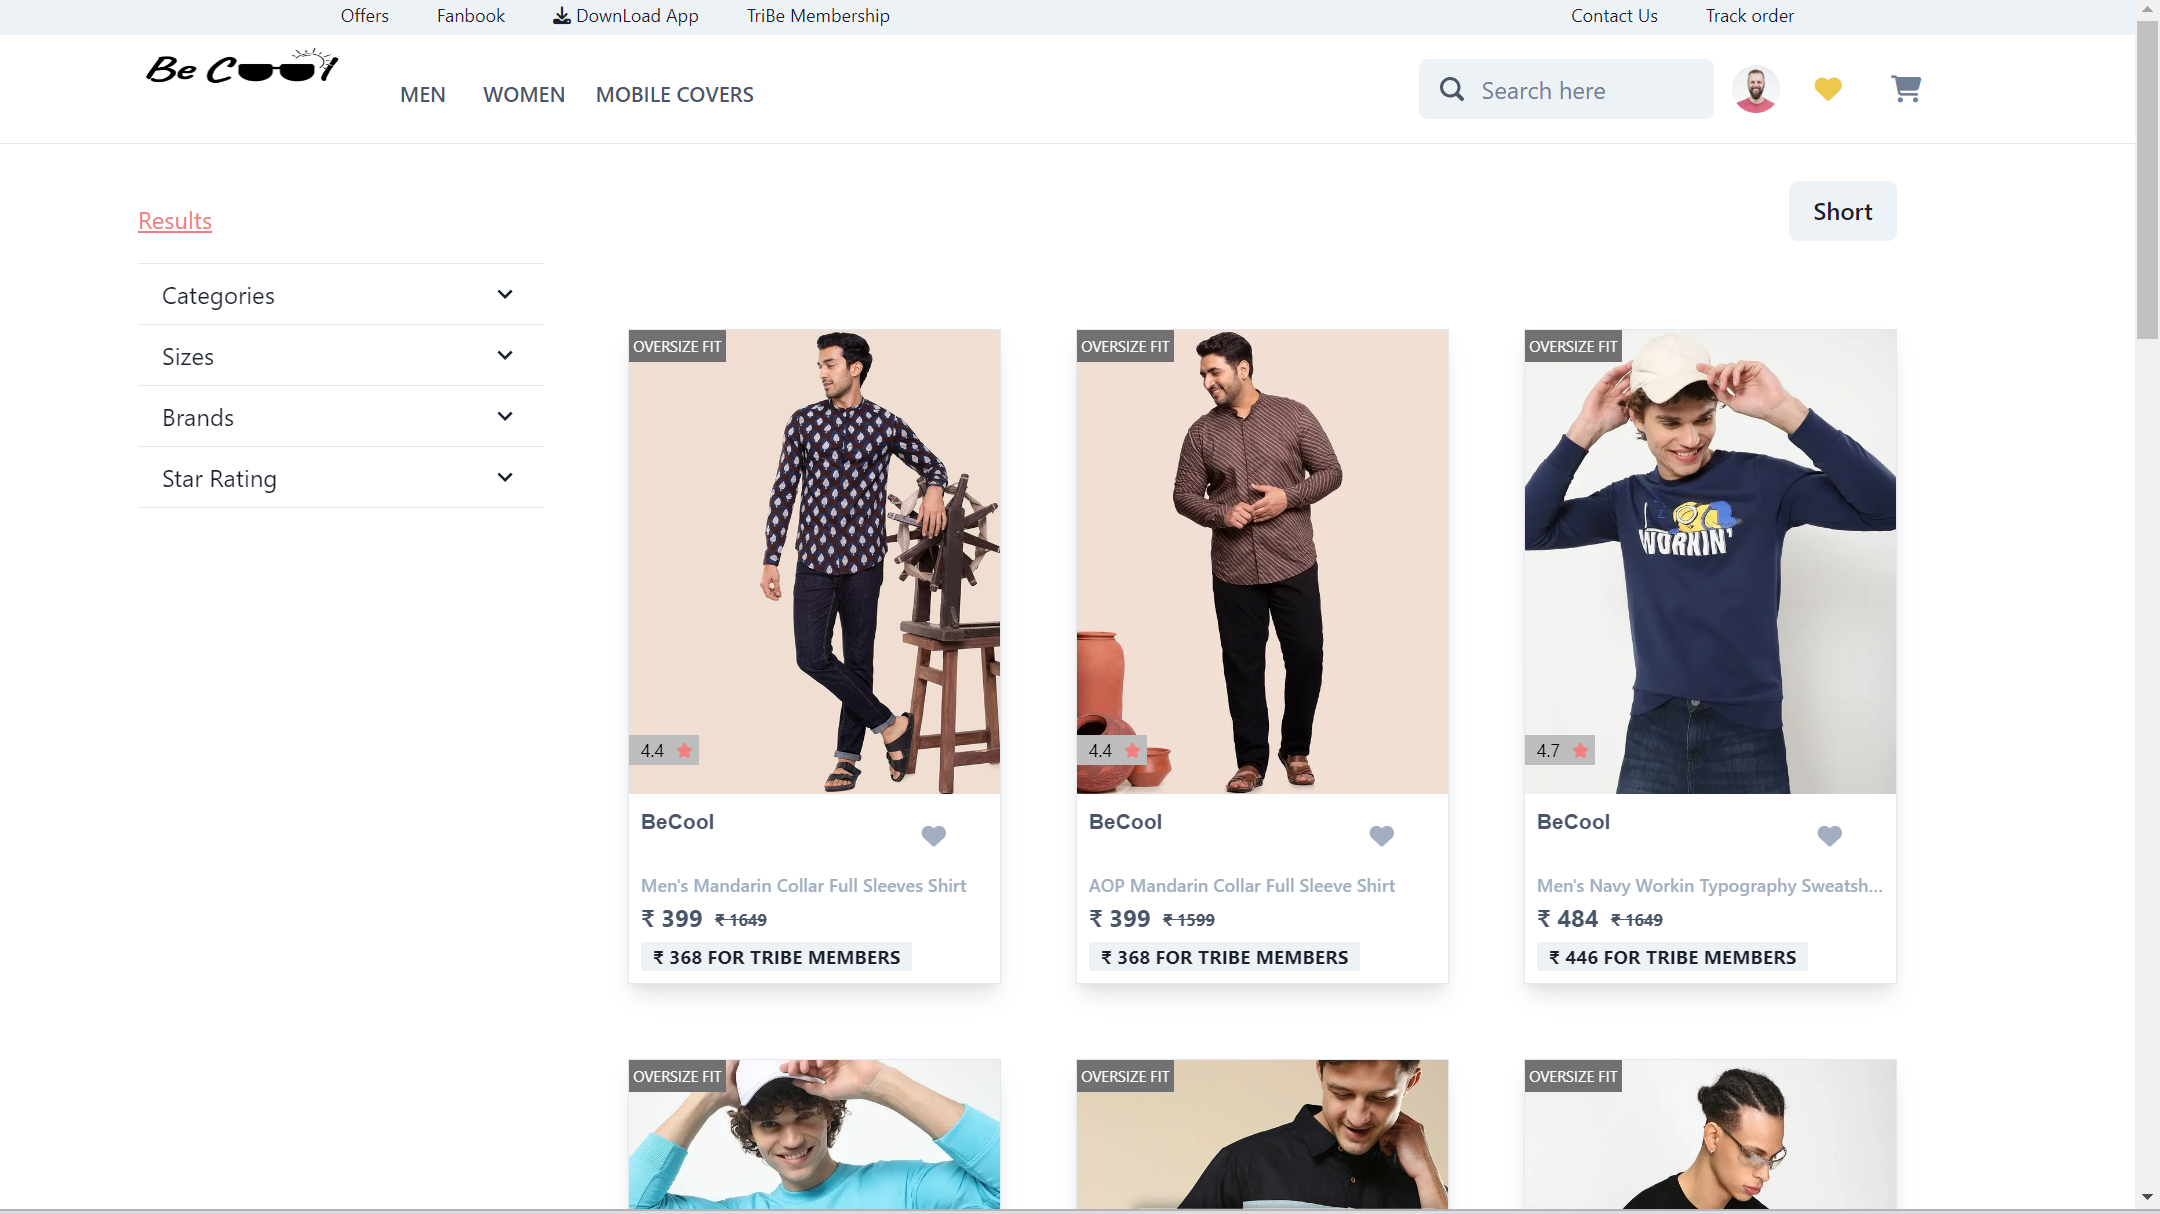 Offers Fanbook DownLoad App TriBe Membership Contact Us Track order
Be Cool
MEN WOMEN MOBILE COVERS Search here
Results
Short
Categories
Sizes
Brands
Star Rating
OVERSIZE FIT OVERSIZE FIT OVERSIZE FIT
Z
WORKIN'
4.4 4.4 4.7
BeCool BeCool BeCool
Men's Mandarin Collar Full Sleeves Shirt AOP Mandarin Collar Full Sleeve Shirt Men's Navy Workin Typography Sweatsh...
₹ 399 ₹ 1649 ₹ 399 ₹ 1599 ₹ 484 ₹ 1649
₹ 368 FOR TRIBE MEMBERS ₹ 368 FOR TRIBE MEMBERS ₹ 446 FOR TRIBE MEMBERS
OVERSIZE FIT OVERSIZE FIT OVERSIZE FIT